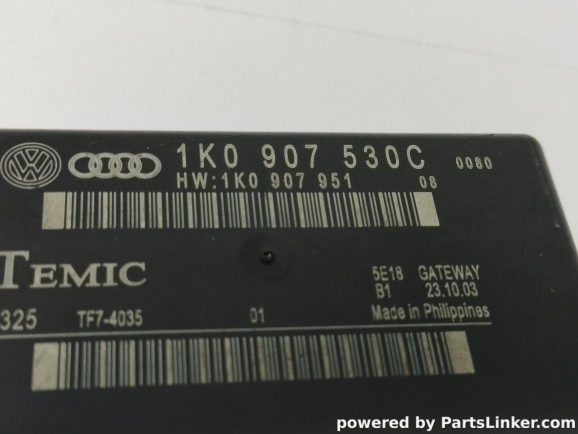 1K0 907 530C 0080
HW:1K0 907 951 08
TEMIC
5E18 GATEWAY
B1 23.10.03
325 TF7-4035 01 Made in Philippines
powered by PartsLinker.com